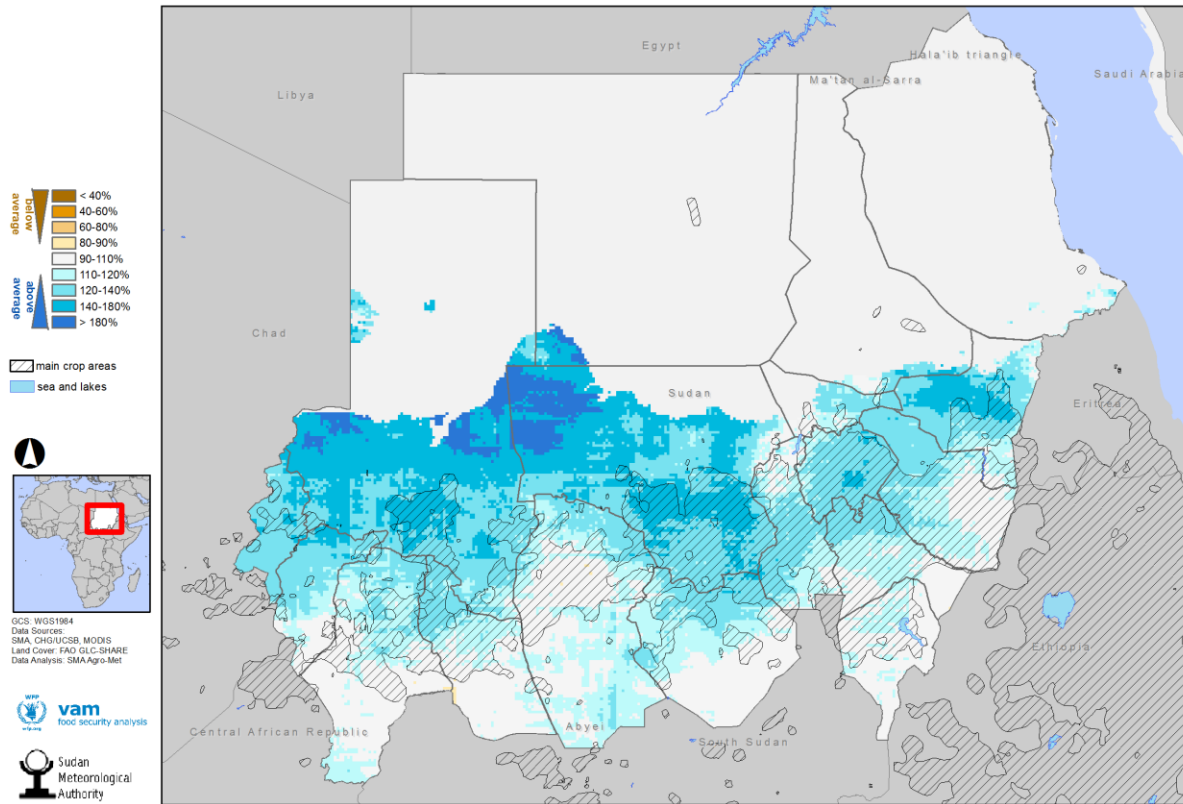 Egypt
Hala'ib triangle
Ma'tan al-Sarra
Saudi Arabia
Libya
Chad
Sudan
Eritrea
Ethiopia
Central African Republic
Abyei
South Sudan
below average
< 40%
40-60%
60-80%
80-90%
90-110%
110-120%
120-140%
140-180%
> 180%
above average
main crop areas
sea and lakes
GCS: WGS1984
Data Sources:
SMA, CHG/UCSB, MODIS
Land Cover: FAO GLC-SHARE
Data Analysis: SMA Agro-Met
WFP
wfp.org
vam
food security analysis
Sudan
Meteorological
Authority